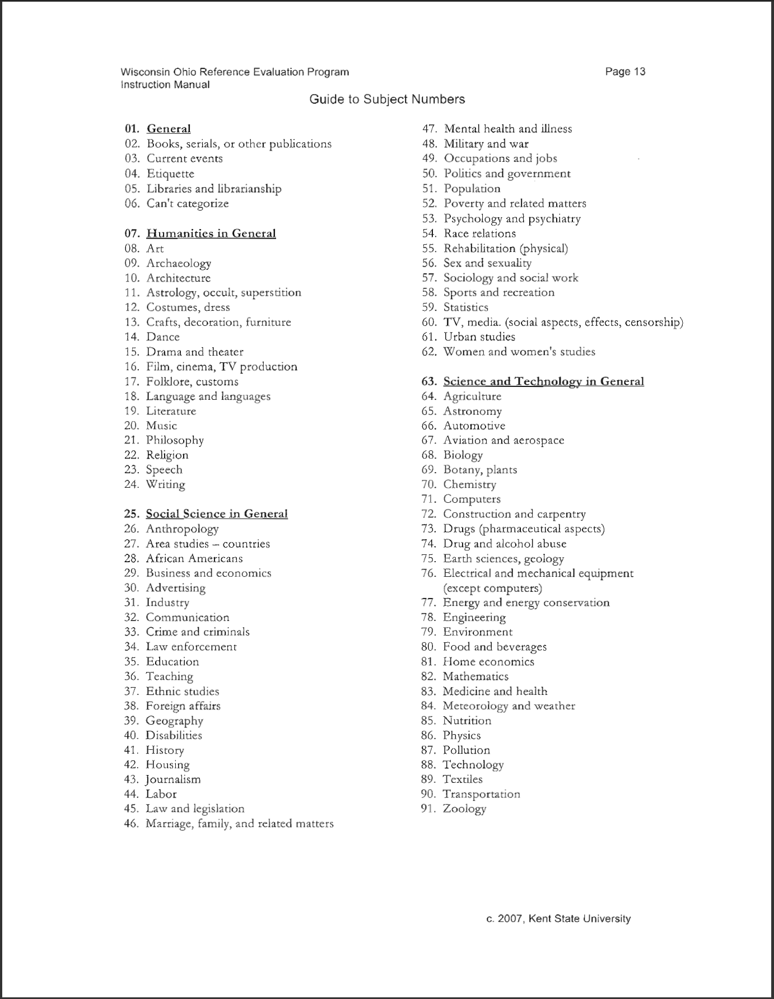 Wisconsin Ohio Reference Evaluation Program
Page 13
Instruction Manual
Guide to Subject Numbers
01. General
02. Books, serials, or other publications
03. Current events
04. Etiquette
05. Libraries and librarianship
06. Can't categorize
07. Humanities in General
08. Art
09. Archaeology
10. Architecture
11. Astrology, occult, superstition
12. Costumes, dress
13. Crafts, decoration, furniture
14. Dance
15. Drama and theater
16. Film, cinema, TV production
17. Folklore, customs
18. Language and languages
19. Literature
20. Music
21. Philosophy
22. Religion
23. Speech
24. Writing
25. Social Science in General
26. Anthropology
27. Area studies – countries
28. African Americans
29. Business and economics
30. Advertising
31. Industry
32. Communication
33. Crime and criminals
34. Law enforcement
35. Education
36. Teaching
37. Ethnic studies
38. Foreign affairs
39. Geography
40. Disabilities
41. History
42. Housing
43. Journalism
44. Labor
45. Law and legislation
46. Marriage, family, and related matters
47. Mental health and illness
48. Military and war
49. Occupations and jobs
50. Politics and government
51. Population
52. Poverty and related matters
53. Psychology and psychiatry
54. Race relations
55. Rehabilitation (physical)
56. Sex and sexuality
57. Sociology and social work
58. Sports and recreation
59. Statistics
60. TV, media. (social aspects, effects, censorship)
61. Urban studies
62. Women and women's studies
63. Science and Technology in General
64. Agriculture
65. Astronomy
66. Automotive
67. Aviation and aerospace
68. Biology
69. Botany, plants
70. Chemistry
71. Computers
72. Construction and carpentry
73. Drugs (pharmaceutical aspects)
74. Drug and alcohol abuse
75. Earth sciences, geology
76. Electrical and mechanical equipment
(except computers)
77. Energy and energy conservation
78. Engineering
79. Environment
80. Food and beverages
81. Home economics
82. Mathematics
83. Medicine and health
84. Meteorology and weather
85. Nutrition
86. Physics
87. Pollution
88. Technology
89. Textiles
90. Transportation
91. Zoology
c. 2007, Kent State University